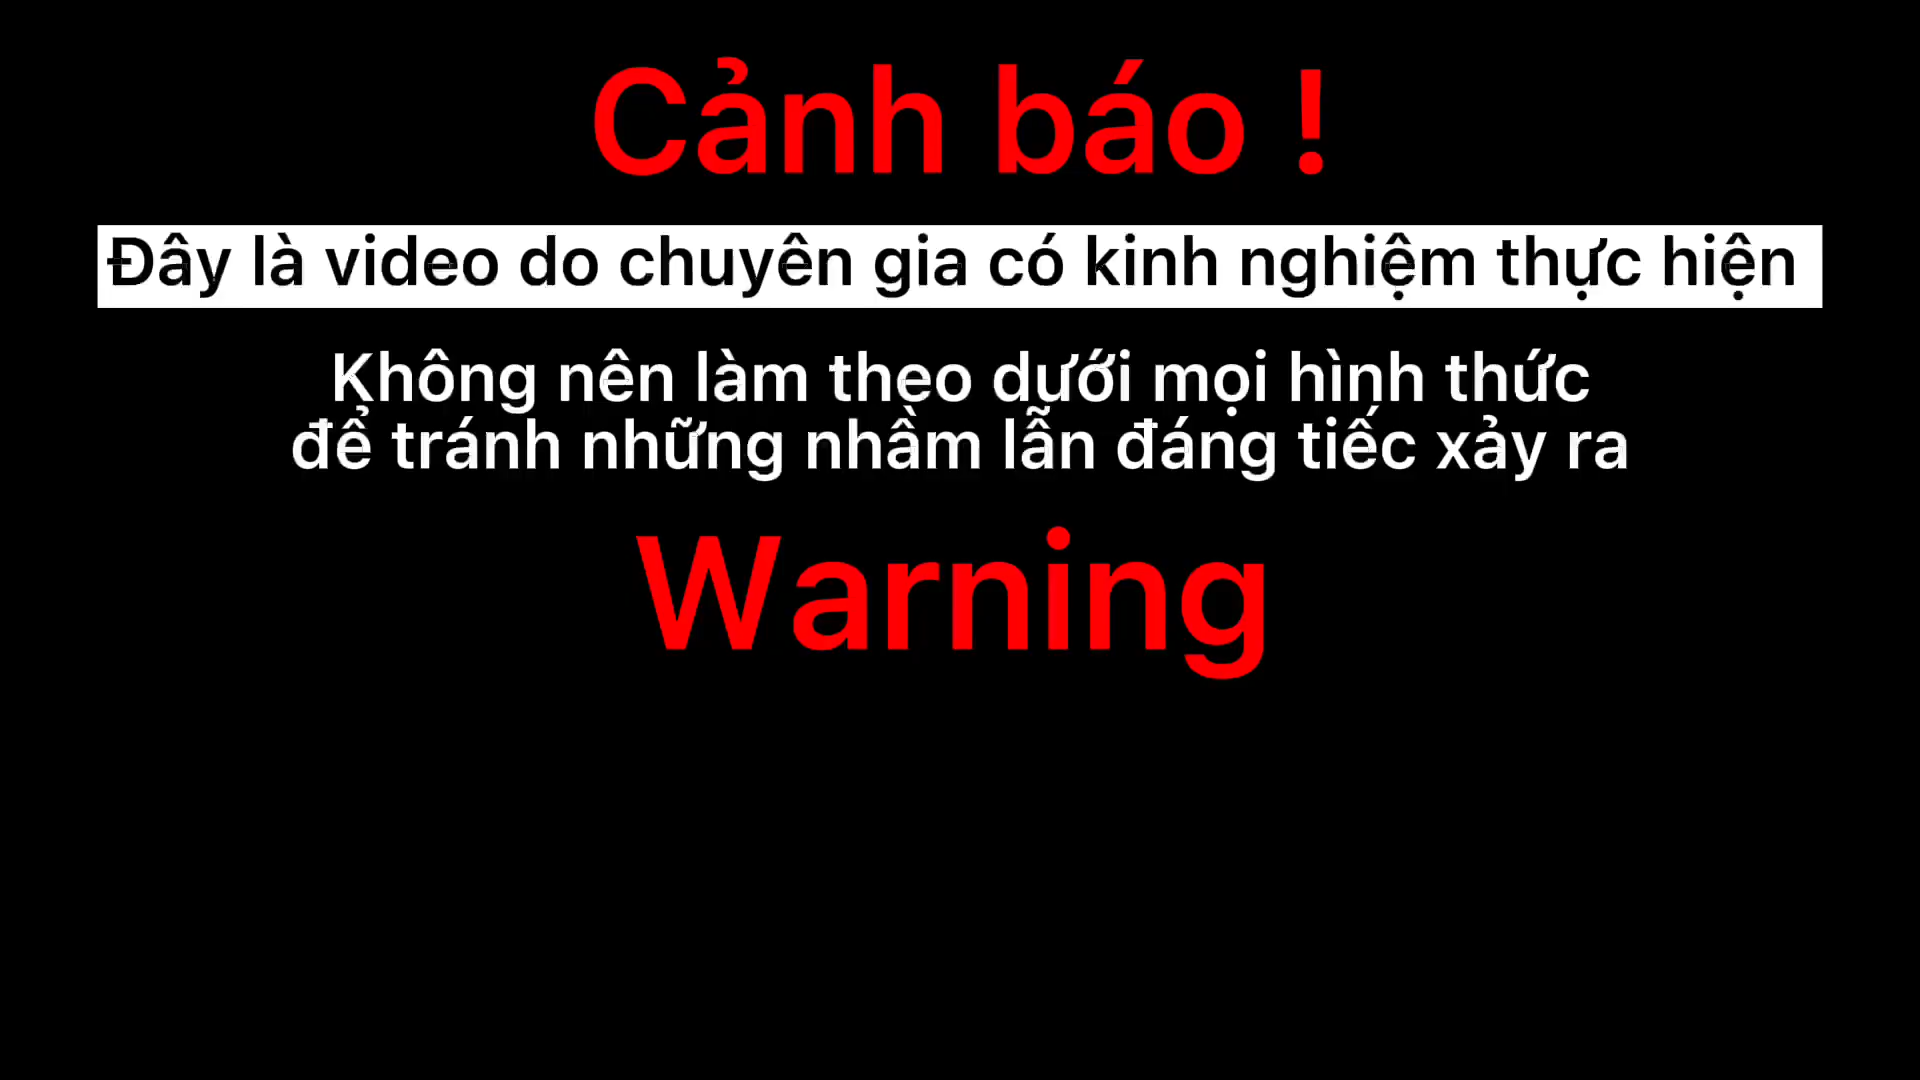 Cảnh báo !
Đây là video do chuyên gia có kinh nghiệm thực hiện
Không nên làm theo dưới mọi hình thức
để tránh những nhầm lẫn đáng tiếc xảy ra
Warning